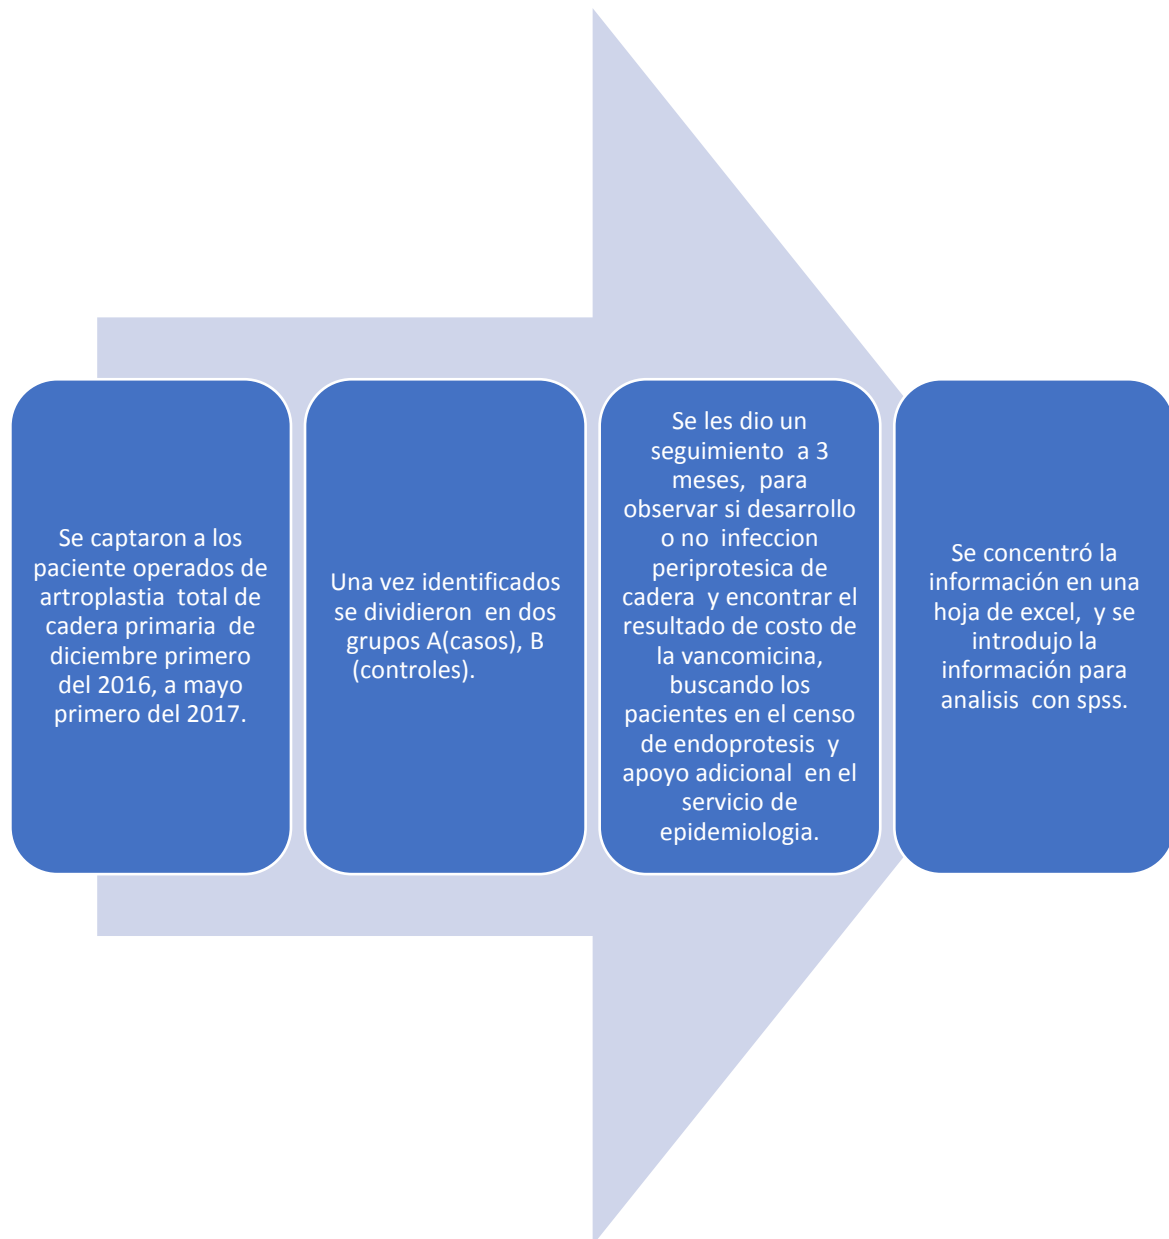 Se captaron a los
paciente operados de
artroplastia total de
cadera primaria de
diciembre primero
del 2016, a mayo
primero del 2017.
Una vez identificados
se dividieron en dos
grupos A(casos), B
(controles).
Se les dio un
seguimiento a 3
meses, para
observar si desarrollo
o no infeccion
periprotesica de
cadera y encontrar el
resultado de costo de
la vancomicina,
buscando los
pacientes en el censo
de endoprotesis y
apoyo adicional en el
servicio de
epidemiologia.
Se concentró la
información en una
hoja de excel, y se
introdujo la
información para
analisis con spss.